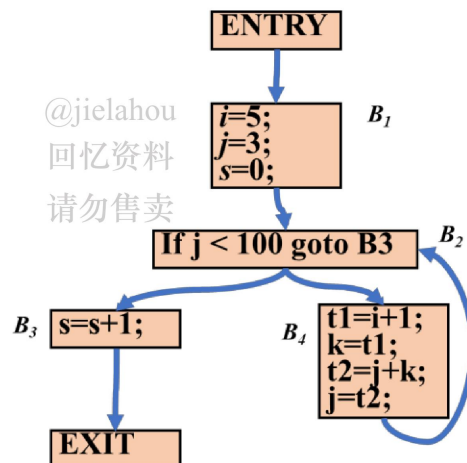 ENTRY
@jielahou
回忆资料
请勿售卖
i=5;
j=3;
s=0;
B1
If j < 100 goto B3
B2
B3
s=s+1;
B4
t1=i+1;
k=t1;
t2=j+k;
j=t2;
EXIT